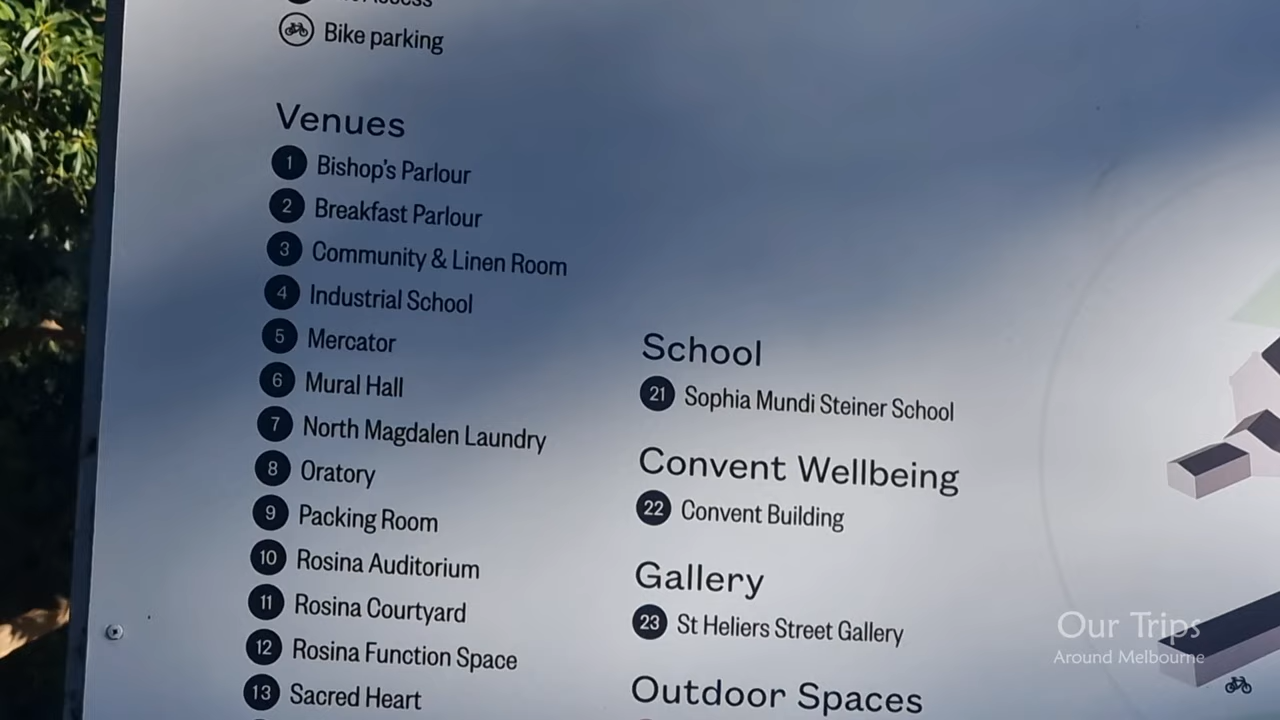 Bike parking
Venues
1 Bishop's Parlour
2 Breakfast Parlour
3 Community & Linen Room
4 Industrial School
5 Mercator
6 Mural Hall
7 North Magdalen Laundry
8 Oratory
9 Packing Room
10 Rosina Auditorium
11 Rosina Courtyard
12 Rosina Function Space
13 Sacred Heart
School
21 Sophia Mundi Steiner School
Convent Wellbeing
22 Convent Building
Gallery
23 St Heliers Street Gallery
Outdoor Spaces
Our Trips
Around Melbourne